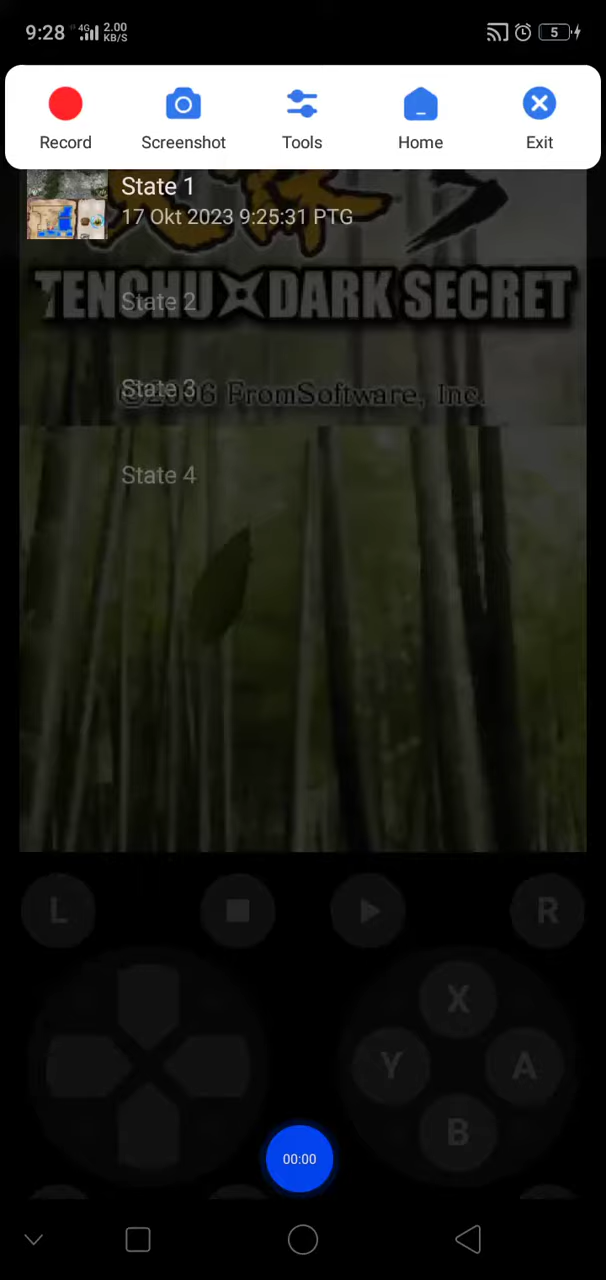 9:28 4G 2.00 KB/S 5
Record Screenshot Tools Home Exit
State 1
17 Okt 2023 9:25:31 PTG
TENCHU DARK SECRET
State 2
State 3
©2006 FromSoftware, Inc.
State 4
L R
X
Y A
B
00:00